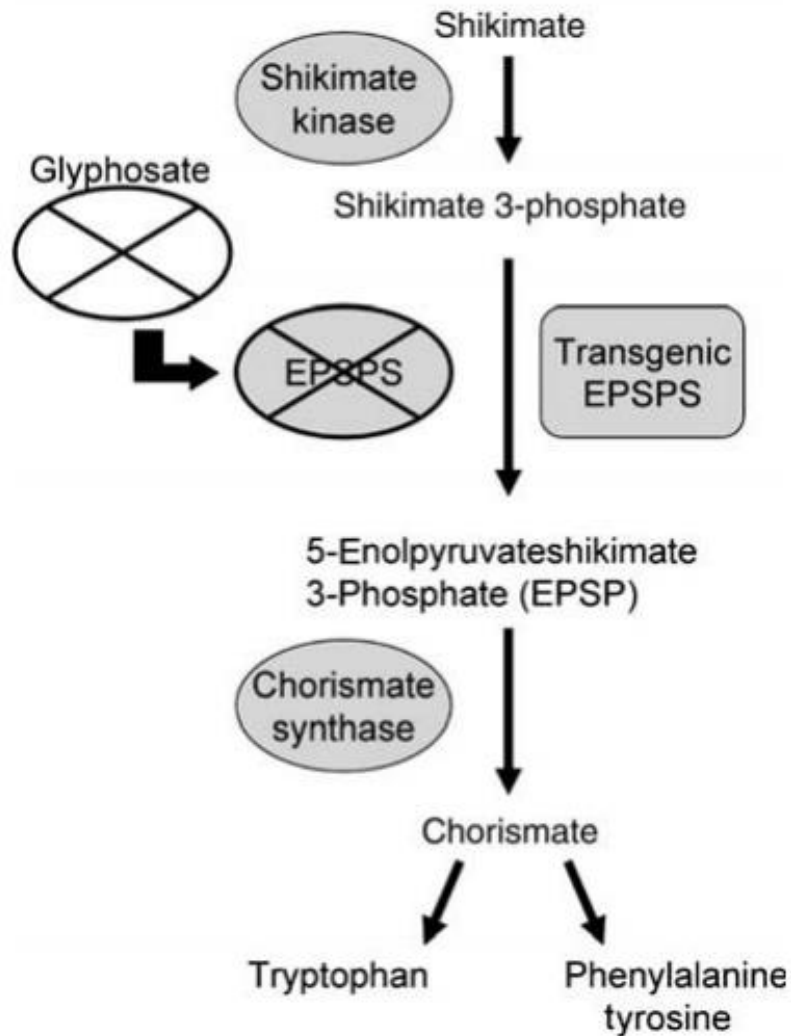 Shikimate
Shikimate
kinase
Glyphosate
Shikimate 3-phosphate
EPSPS
Transgenic
EPSPS
5-Enolpyruvateshikimate
3-Phosphate (EPSP)
Chorismate
synthase
Chorismate
Tryptophan
Phenylalanine
tyrosine